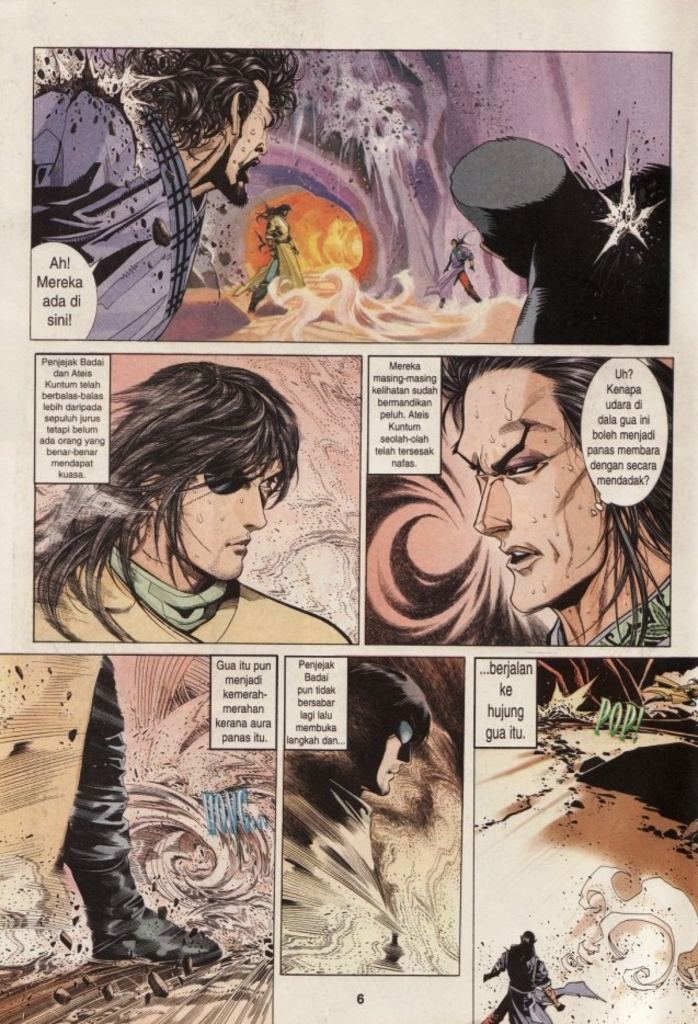 Ah!
Mereka
ada di
sini!
Penjejak Badai
dan Ateis
Kuntum telah
berbalas-balas
lebih daripada
sepuluh jurus
tetapi belum
ada orang yang
benar-benar
mendapat
kuasa.
Mereka
masing-masing
kelihatan sudah
bermandikan
peluh. Ateis
Kuntum
seolah-olah
telah tersesak
nafas.
Uh?
Kenapa
udara di
dala gua ini
boleh menjadi
panas membara
dengan secara
mendadak?
Gua itu pun
menjadi
kemerah-
merahan
kerana aura
panas itu.
Penjejak
Badai
pun tidak
bersabar
lagi lalu
membuka
langkah dan...
...berjalan
ke
hujung
gua itu.
POP!
6